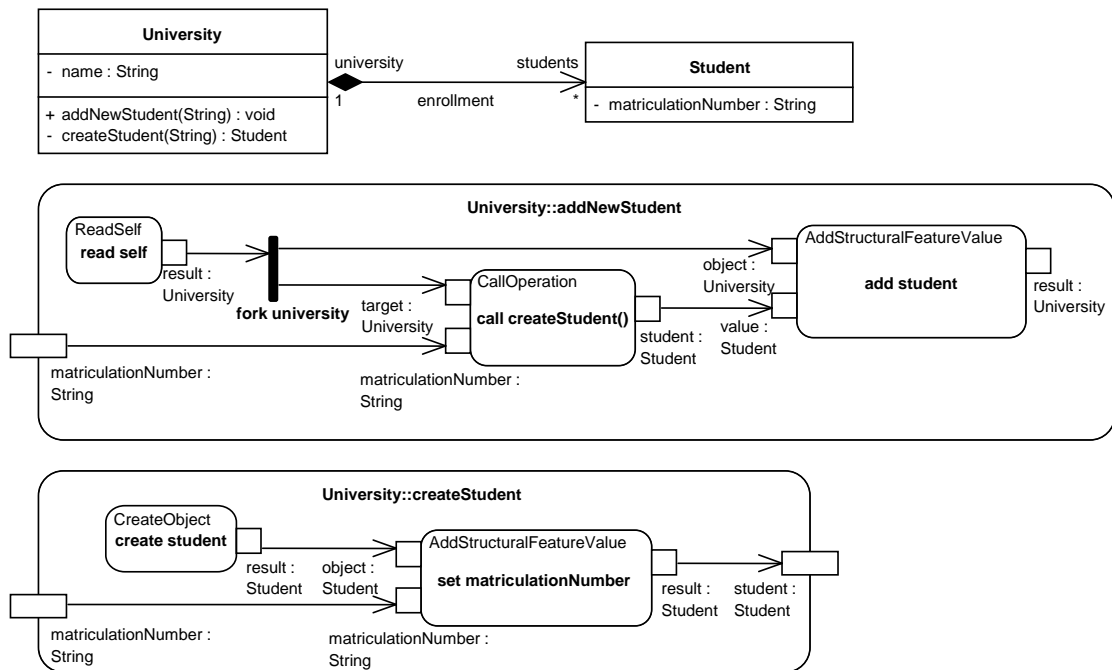 University
- name : String
+ addNewStudent(String) : void
- createStudent(String) : Student
university
students
1
enrollment
*
Student
- matriculationNumber : String
University::addNewStudent
ReadSelf
read self
result :
University
fork university
target :
University
CallOperation
call createStudent()
student :
Student
object :
University
value :
Student
AddStructuralFeatureValue
add student
result :
University
matriculationNumber :
String
matriculationNumber :
String
University::createStudent
CreateObject
create student
result :
Student
object :
Student
AddStructuralFeatureValue
set matriculationNumber
result :
Student
student :
Student
matriculationNumber :
String
matriculationNumber :
String